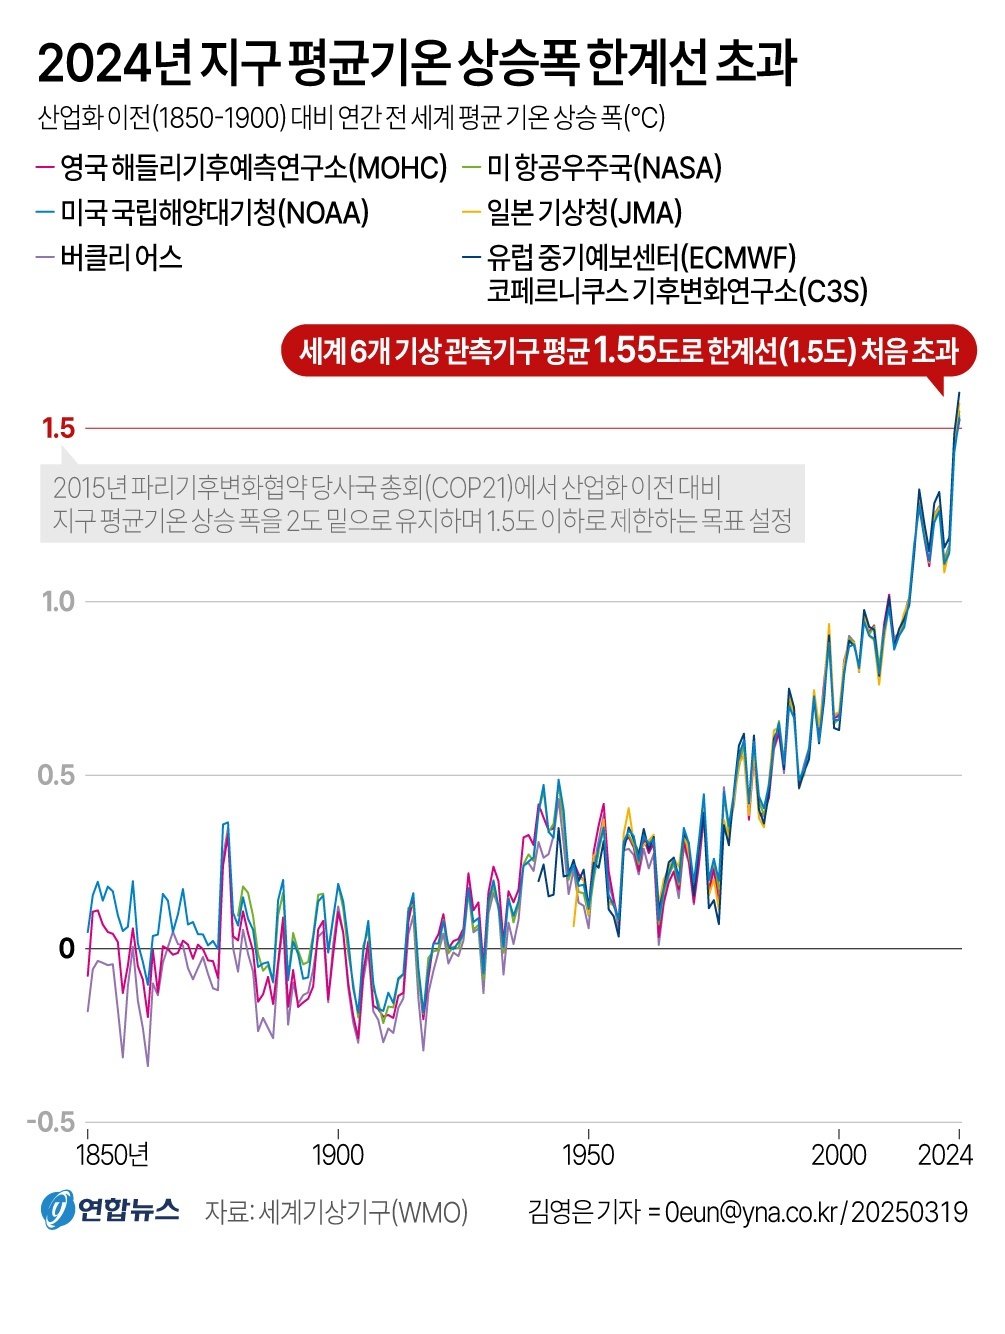 2024년 지구 평균기온 상승폭 한계선 초과
산업화 이전(1850-1900) 대비 연간 전 세계 평균 기온 상승 폭(°C)
영국 해들리기후예측연구소(MOHC)
미 항공우주국(NASA)
미국 국립해양대기청(NOAA)
일본 기상청(JMA)
버클리 어스
유럽 중기예보센터(ECMWF)
코페르니쿠스 기후변화연구소(C3S)
세계 6개 기상 관측기구 평균 1.55도로 한계선(1.5도) 처음 초과
1.5
2015년 파리기후변화협약 당사국 총회(COP21)에서 산업화 이전 대비
지구 평균기온 상승 폭을 2도 밑으로 유지하며 1.5도 이하로 제한하는 목표 설정
1.0
0.5
0
-0.5
1850년 1900 1950 2000 2024
연합뉴스 자료: 세계기상기구(WMO) 김영은 기자 = 0eun@yna.co.kr / 20250319